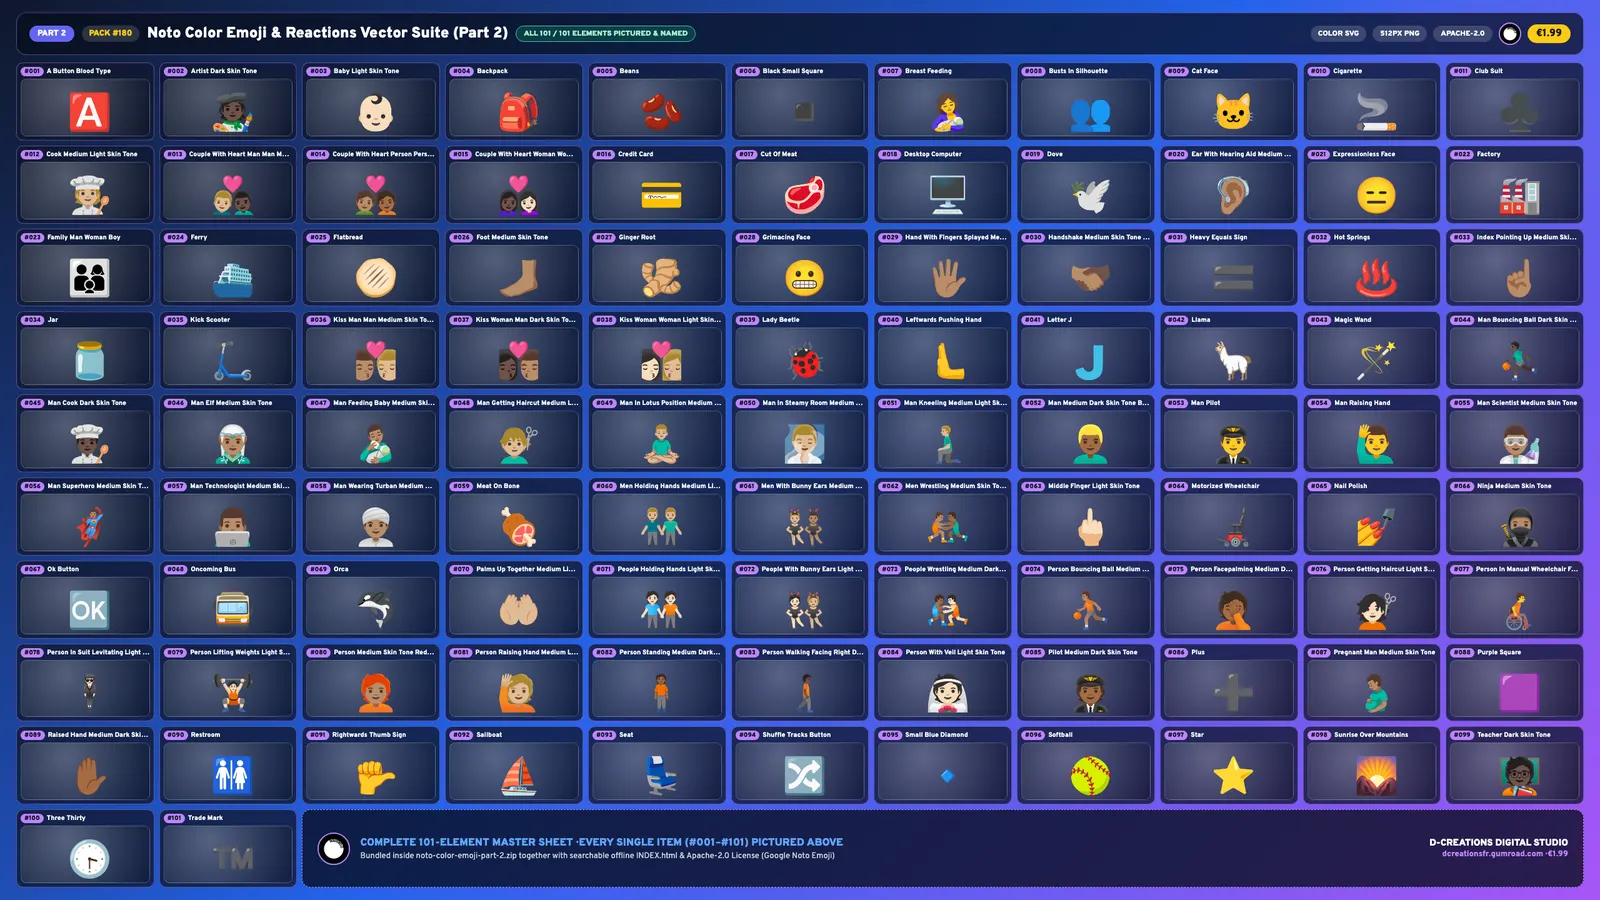 PART 2 PACK #180 Noto Color Emoji & Reactions Vector Suite (Part 2) ALL 101 / 101 ELEMENTS PICTURED & NAMED COLOR SVG 512PX PNG APACHE-2.0 €1.99
#001 A Button Blood Type
#002 Artist Dark Skin Tone
#003 Baby Light Skin Tone
#004 Backpack
#005 Beans
#006 Black Small Square
#007 Breast Feeding
#008 Busts In Silhouette
#009 Cat Face
#010 Cigarette
#011 Club Suit
A
#012 Cook Medium Light Skin Tone
#013 Couple With Heart Man Man M...
#014 Couple With Heart Person Pers...
#015 Couple With Heart Woman Wo...
#016 Credit Card
#017 Cut Of Meat
#018 Desktop Computer
#019 Dove
#020 Ear With Hearing Aid Medium ...
#021 Expressionless Face
#022 Factory
#023 Family Man Woman Boy
#024 Ferry
#025 Flatbread
#026 Foot Medium Skin Tone
#027 Ginger Root
#028 Grimacing Face
#029 Hand With Fingers Splayed Me...
#030 Handshake Medium Skin Tone ...
#031 Heavy Equals Sign
#032 Hot Springs
#033 Index Pointing Up Medium Ski...
#034 Jar
#035 Kick Scooter
#036 Kiss Man Man Medium Skin To...
#037 Kiss Woman Man Dark Skin To...
#038 Kiss Woman Woman Light Skin...
#039 Lady Beetle
#040 Leftwards Pushing Hand
#041 Letter J
#042 Llama
#043 Magic Wand
#044 Man Bouncing Ball Dark Skin ...
J
#045 Man Cook Dark Skin Tone
#046 Man Elf Medium Skin Tone
#047 Man Feeding Baby Medium Ski...
#048 Man Getting Haircut Medium L...
#049 Man In Lotus Position Medium ...
#050 Man In Steamy Room Medium ...
#051 Man Kneeling Medium Light Sk...
#052 Man Medium Dark Skin Tone B...
#053 Man Pilot
#054 Man Raising Hand
#055 Man Scientist Medium Skin Tone
#056 Man Superhero Medium Skin T...
#057 Man Technologist Medium Ski...
#058 Man Wearing Turban Medium ...
#059 Meat On Bone
#060 Men Holding Hands Medium Li...
#061 Men With Bunny Ears Medium ...
#062 Men Wrestling Medium Skin To...
#063 Middle Finger Light Skin Tone
#064 Motorized Wheelchair
#065 Nail Polish
#066 Ninja Medium Skin Tone
#067 Ok Button
#068 Oncoming Bus
#069 Orca
#070 Palms Up Together Medium Li...
#071 People Holding Hands Light Sk...
#072 People With Bunny Ears Light ...
#073 People Wrestling Medium Dark...
#074 Person Bouncing Ball Medium ...
#075 Person Facepalming Medium D...
#076 Person Getting Haircut Light S...
#077 Person In Manual Wheelchair F...
OK
#078 Person In Suit Levitating Light ...
#079 Person Lifting Weights Light S...
#080 Person Medium Skin Tone Red...
#081 Person Raising Hand Medium L...
#082 Person Standing Medium Dark...
#083 Person Walking Facing Right D...
#084 Person With Veil Light Skin Tone
#085 Pilot Medium Dark Skin Tone
#086 Plus
#087 Pregnant Man Medium Skin Tone
#088 Purple Square
#089 Raised Hand Medium Dark Ski...
#090 Restroom
#091 Rightwards Thumb Sign
#092 Sailboat
#093 Seat
#094 Shuffle Tracks Button
#095 Small Blue Diamond
#096 Softball
#097 Star
#098 Sunrise Over Mountains
#099 Teacher Dark Skin Tone
#100 Three Thirty
#101 Trade Mark
TM
COMPLETE 101-ELEMENT MASTER SHEET · EVERY SINGLE ITEM (#001–#101) PICTURED ABOVE
Bundled inside noto-color-emoji-part-2.zip together with searchable offline INDEX.html & Apache-2.0 License (Google Noto Emoji)
D-CREATIONS DIGITAL STUDIO
dcreationsfr.gumroad.com · €1.99